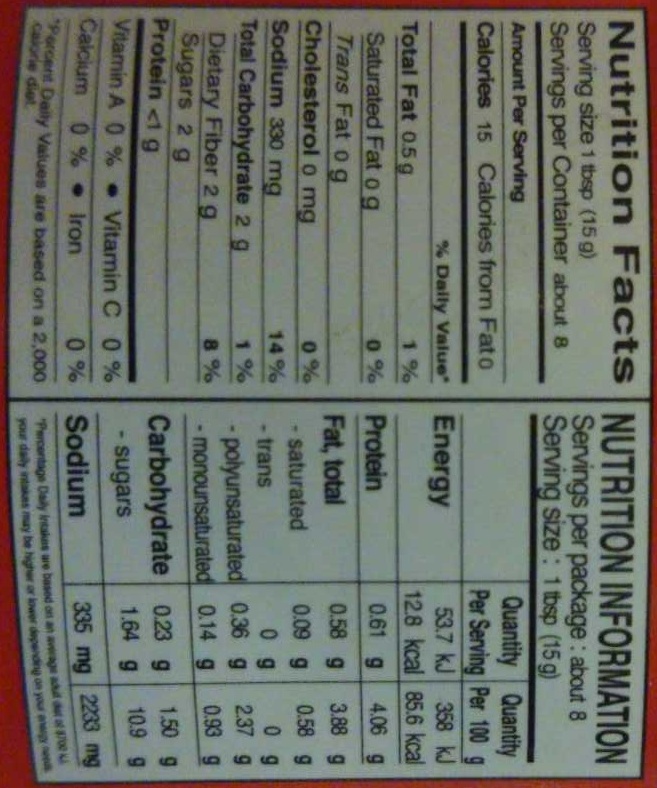 Nutrition Facts
Serving size 1 tbsp (15 g)
Servings per Container about 8
Amount Per Serving
Calories 15 Calories from Fat 0
% Daily Value*
Total Fat 0.5 g 1 %
Saturated Fat 0 g 0 %
Trans Fat 0 g
Cholesterol 0 mg 0 %
Sodium 330 mg 14 %
Total Carbohydrate 2 g 1 %
Dietary Fiber 2 g 8 %
Sugars 2 g
Protein <1 g
Vitamin A 0 % • Vitamin C 0 %
Calcium 0 % • Iron 0 %
*Percent Daily Values are based on a 2,000
calorie diet.
NUTRITION INFORMATION
Servings per package : about 8
Serving size : 1 tbsp (15 g)
Quantity Quantity
Per Serving Per 100 g
Energy 53.7 kJ 358 kJ
12.8 kcal 85.6 kcal
Protein 0.61 g 4.06 g
Fat, total 0.58 g 3.88 g
- saturated 0.09 g 0.58 g
- trans 0 g 0 g
- polyunsaturated 0.36 g 2.37 g
- monounsaturated 0.14 g 0.93 g
Carbohydrate 0.23 g 1.50 g
- sugars 1.64 g 10.9 g
Sodium 335 mg 2233 mg
*Percentage Daily Intakes are based on an average adult diet of 8700 kJ.
your daily intakes may be higher or lower depending on your energy needs.